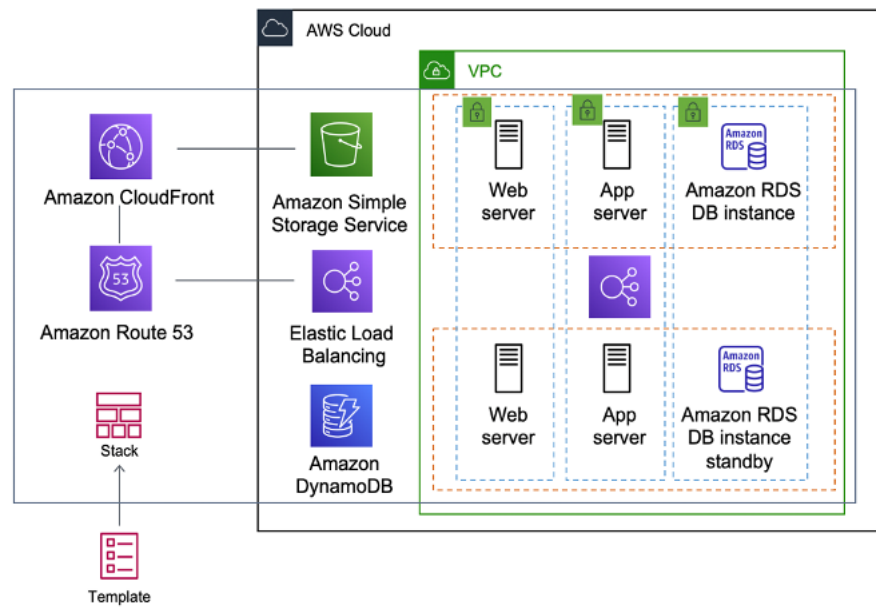 AWS Cloud
VPC
Amazon CloudFront
Amazon Simple
Storage Service
Web
server
App
server
Amazon
RDS
Amazon RDS
DB instance
53
Amazon Route 53
Elastic Load
Balancing
Stack
Amazon
DynamoDB
Web
server
App
server
Amazon
RDS
Amazon RDS
DB instance
standby
Template